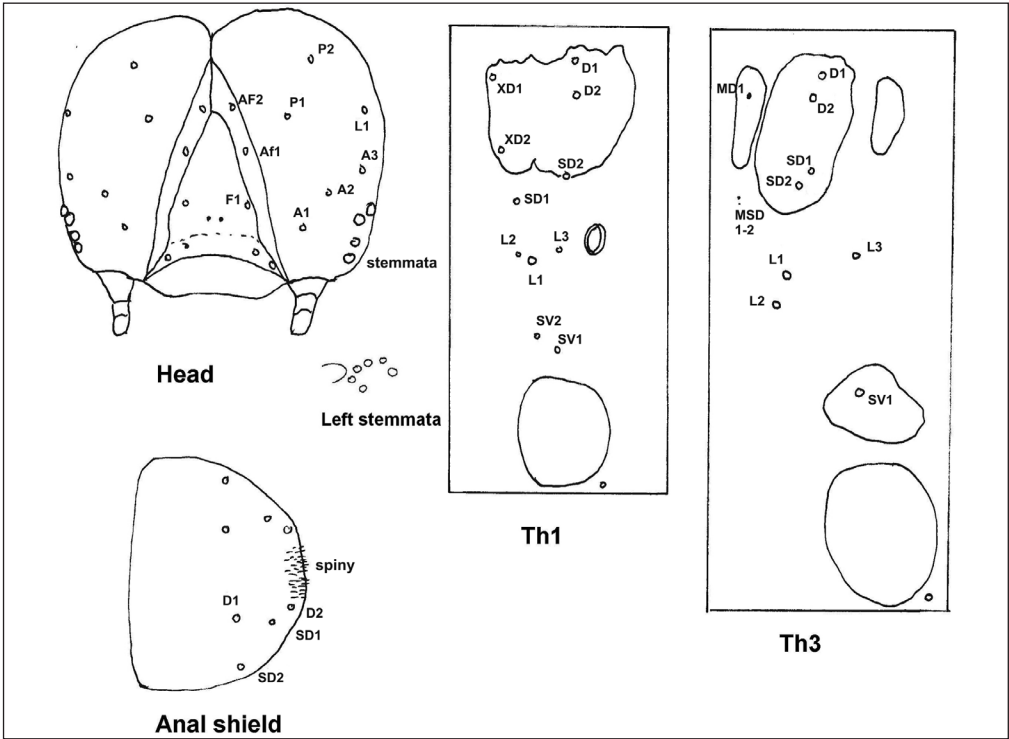 P2
AF2
P1
L1
Af1
A3
A2
F1
A1
stemmata
Head
Left stemmata
D1
XD1
D2
XD2
SD2
SD1
L2
L3
L1
SV2
SV1
Th1
D1
MD1
D2
SD1
SD2
MSD
1-2
L3
L1
L2
SV1
Th3
spiny
D1
D2
SD1
SD2
Anal shield